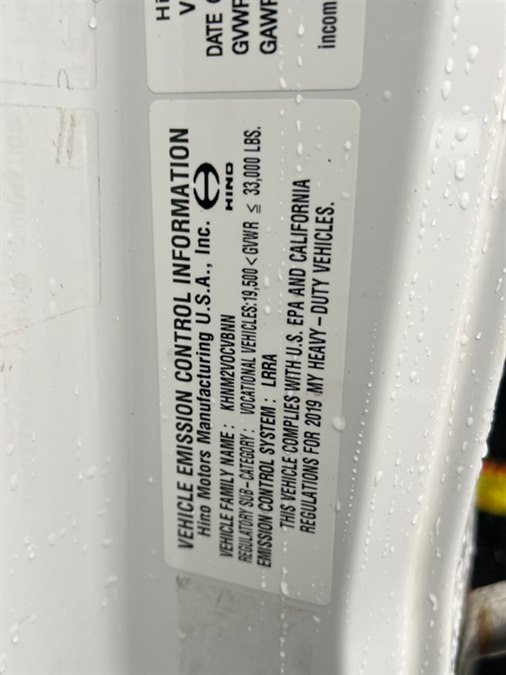 Hi
V
DATE
GVWR
GAWR
incom
VEHICLE EMISSION CONTROL INFORMATION
Hino Motors Manufacturing U.S.A., Inc. HINO
VEHICLE FAMILY NAME : KHNM2VOCVBNN
REGULATORY SUB-CATEGORY : VOCATIONAL VEHICLES:19,500<GVWR ≤ 33,000 LBS.
EMISSION CONTROL SYSTEM : LRRA
THIS VEHICLE COMPLIES WITH U.S. EPA AND CALIFORNIA
REGULATIONS FOR 2019 MY HEAVY-DUTY VEHICLES.